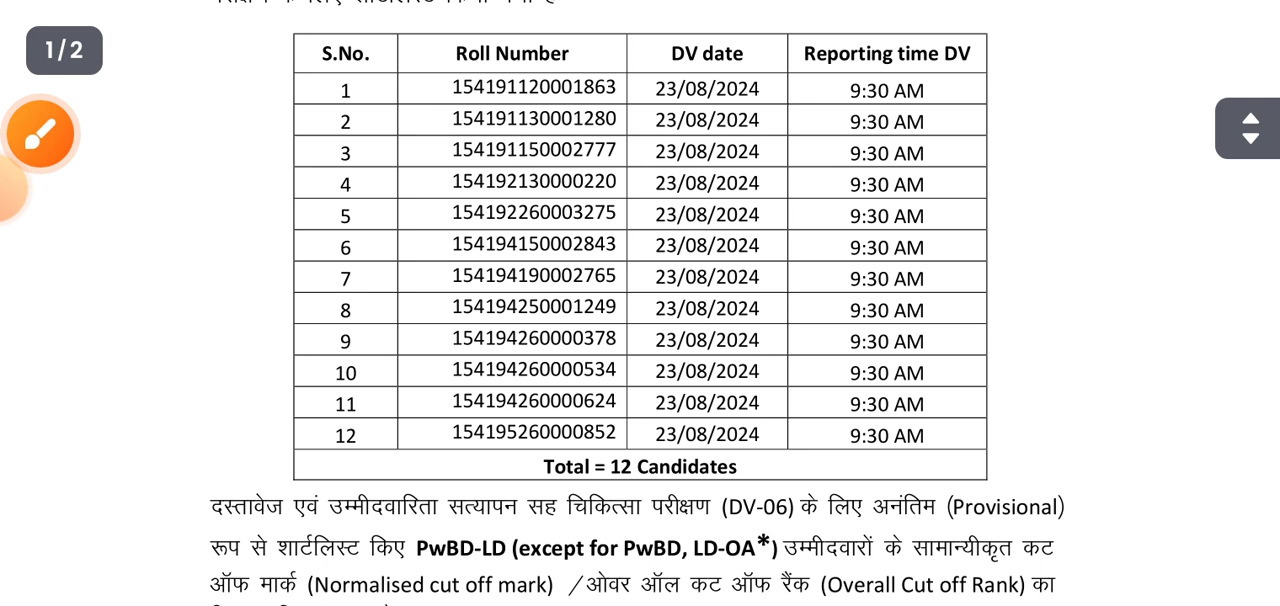 1/2
S.No. Roll Number DV date Reporting time DV
1 154191120001863 23/08/2024 9:30 AM
2 154191130001280 23/08/2024 9:30 AM
3 154191150002777 23/08/2024 9:30 AM
4 154192130000220 23/08/2024 9:30 AM
5 154192260003275 23/08/2024 9:30 AM
6 154194150002843 23/08/2024 9:30 AM
7 154194190002765 23/08/2024 9:30 AM
8 154194250001249 23/08/2024 9:30 AM
9 154194260000378 23/08/2024 9:30 AM
10 154194260000534 23/08/2024 9:30 AM
11 154194260000624 23/08/2024 9:30 AM
12 154195260000852 23/08/2024 9:30 AM
Total = 12 Candidates
दस्तावेज एवं उम्मीदवारिता सत्यापन सह चिकित्सा परीक्षण (DV-06) के लिए अनंतिम (Provisional)
रूप से शार्टलिस्ट किए PwBD-LD (except for PwBD, LD-OA*) उम्मीदवारों के सामान्यीकृत कट
ऑफ मार्क (Normalised cut off mark) /ओवर ऑल कट ऑफ रैंक (Overall Cut off Rank) का